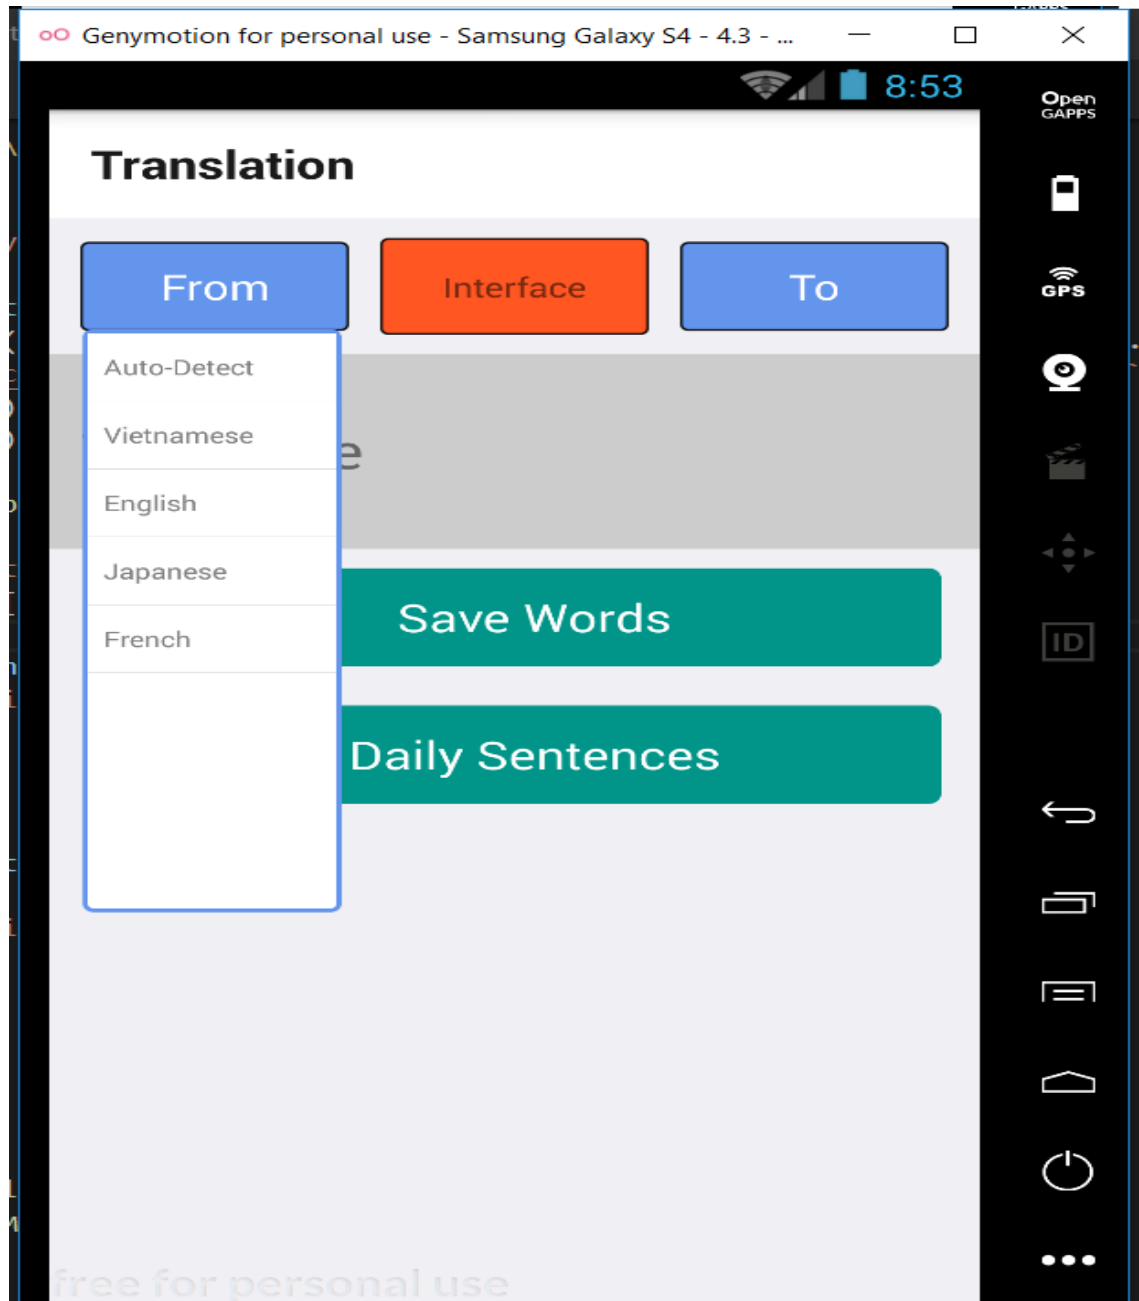 Genymotion for personal use - Samsung Galaxy S4 - 4.3 - ...
8:53
Open
GAPPS
Translation
From
Interface
To
GPS
Auto-Detect
Vietnamese
English
Japanese
French
Save Words
ID
Daily Sentences
free for personal use